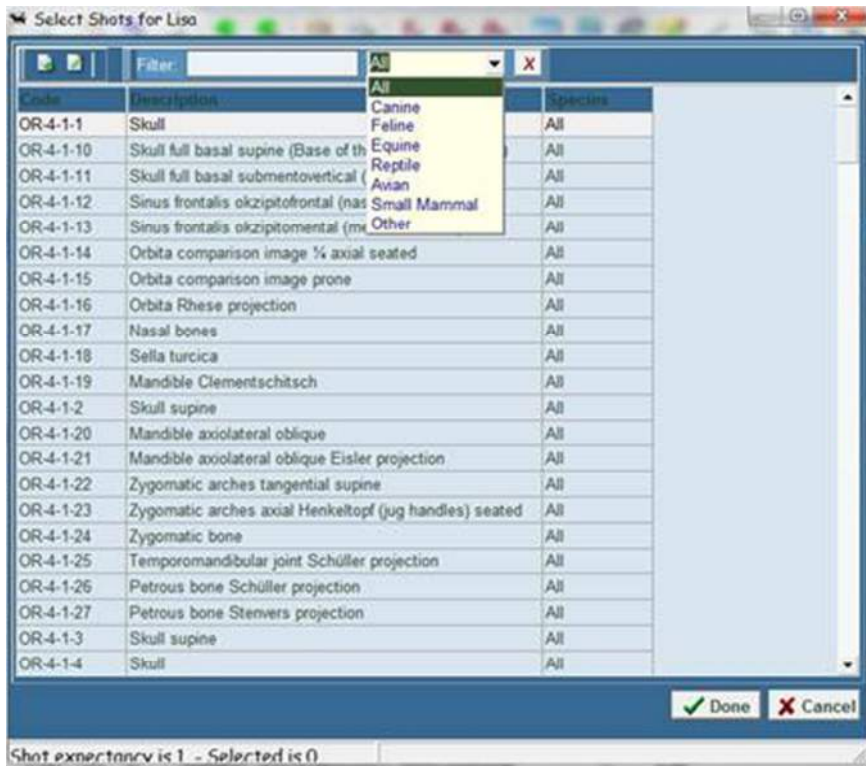 Select Shots for Lisa
Filter:
All
X
Code Description Species
All
Canine
Feline
Equine
Reptile
Avian
Small Mammal
Other
OR-4-1-1 Skull All
OR-4-1-10 Skull full basal supine (Base of th All
OR-4-1-11 Skull full basal submentovertical ( All
OR-4-1-12 Sinus frontalis okzipitofrontal (nas All
OR-4-1-13 Sinus frontalis okzipitomental (me All
OR-4-1-14 Orbita comparison image ¾ axial seated All
OR-4-1-15 Orbita comparison image prone All
OR-4-1-16 Orbita Rhese projection All
OR-4-1-17 Nasal bones All
OR-4-1-18 Sella turcica All
OR-4-1-19 Mandible Clementschitsch All
OR-4-1-2 Skull supine All
OR-4-1-20 Mandible axiolateral oblique All
OR-4-1-21 Mandible axiolateral oblique Eisler projection All
OR-4-1-22 Zygomatic arches tangential supine All
OR-4-1-23 Zygomatic arches axial Henkeltopf (jug handles) seated All
OR-4-1-24 Zygomatic bone All
OR-4-1-25 Temporomandibular joint Schüller projection All
OR-4-1-26 Petrous bone Schüller projection All
OR-4-1-27 Petrous bone Stenvers projection All
OR-4-1-3 Skull supine All
OR-4-1-4 Skull All
Done Cancel
Shot expectancy is 1 - Selected is 0